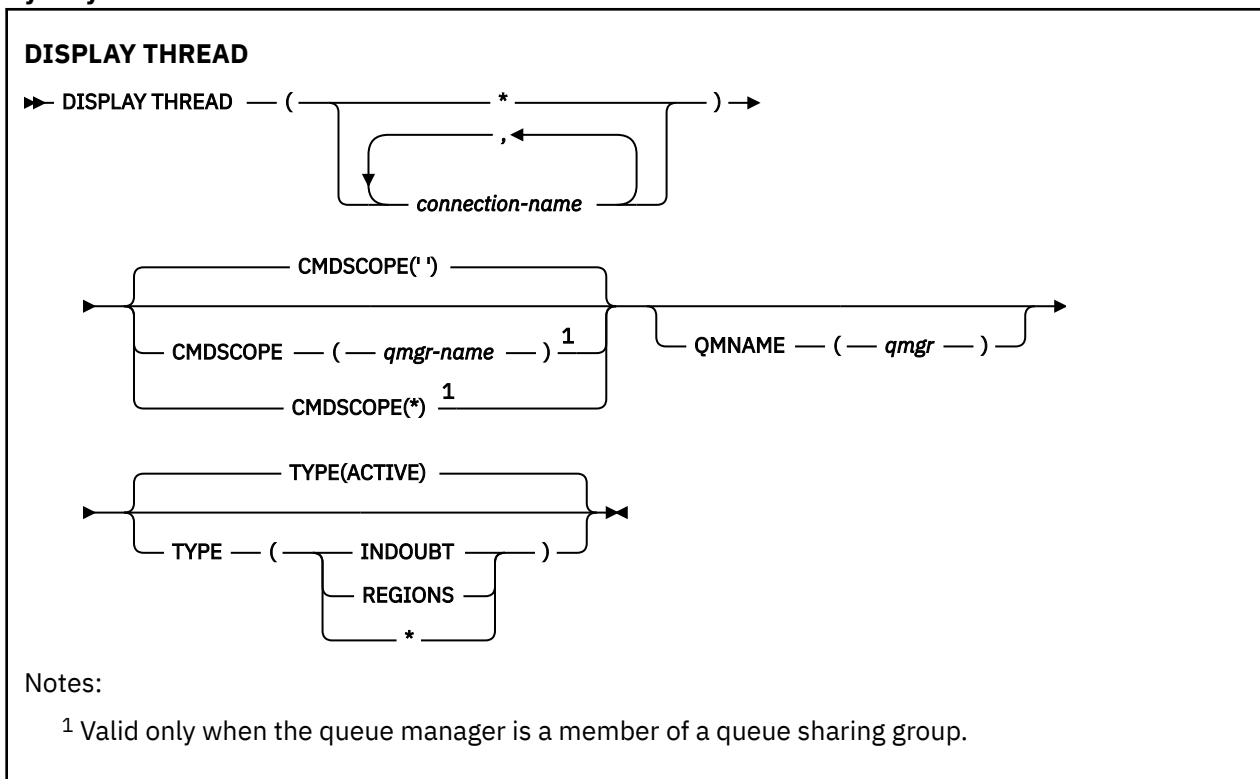 DISPLAY THREAD
DISPLAY THREAD ( * )
,
connection-name
CMDSCOPE(' ')
CMDSCOPE ( qmgr-name ) 1
QMNAME ( qmgr )
CMDSCOPE(*) 1
TYPE(ACTIVE)
TYPE ( INDOUBT )
REGIONS
*
Notes:
1 Valid only when the queue manager is a member of a queue sharing group.